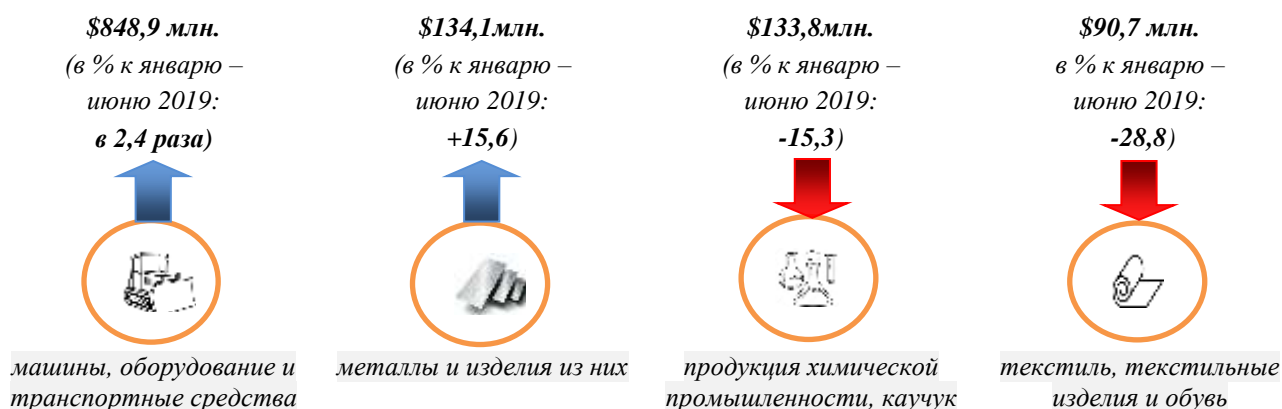 $848,9 млн.
(в % к январю –
июню 2019:
в 2,4 раза)
машины, оборудование и
транспортные средства
$134,1млн.
(в % к январю –
июню 2019:
+15,6)
металлы и изделия из них
$133,8млн.
(в % к январю –
июню 2019:
-15,3)
продукция химической
промышленности, каучук
$90,7 млн.
в % к январю –
июню 2019:
-28,8)
текстиль, текстильные
изделия и обувь